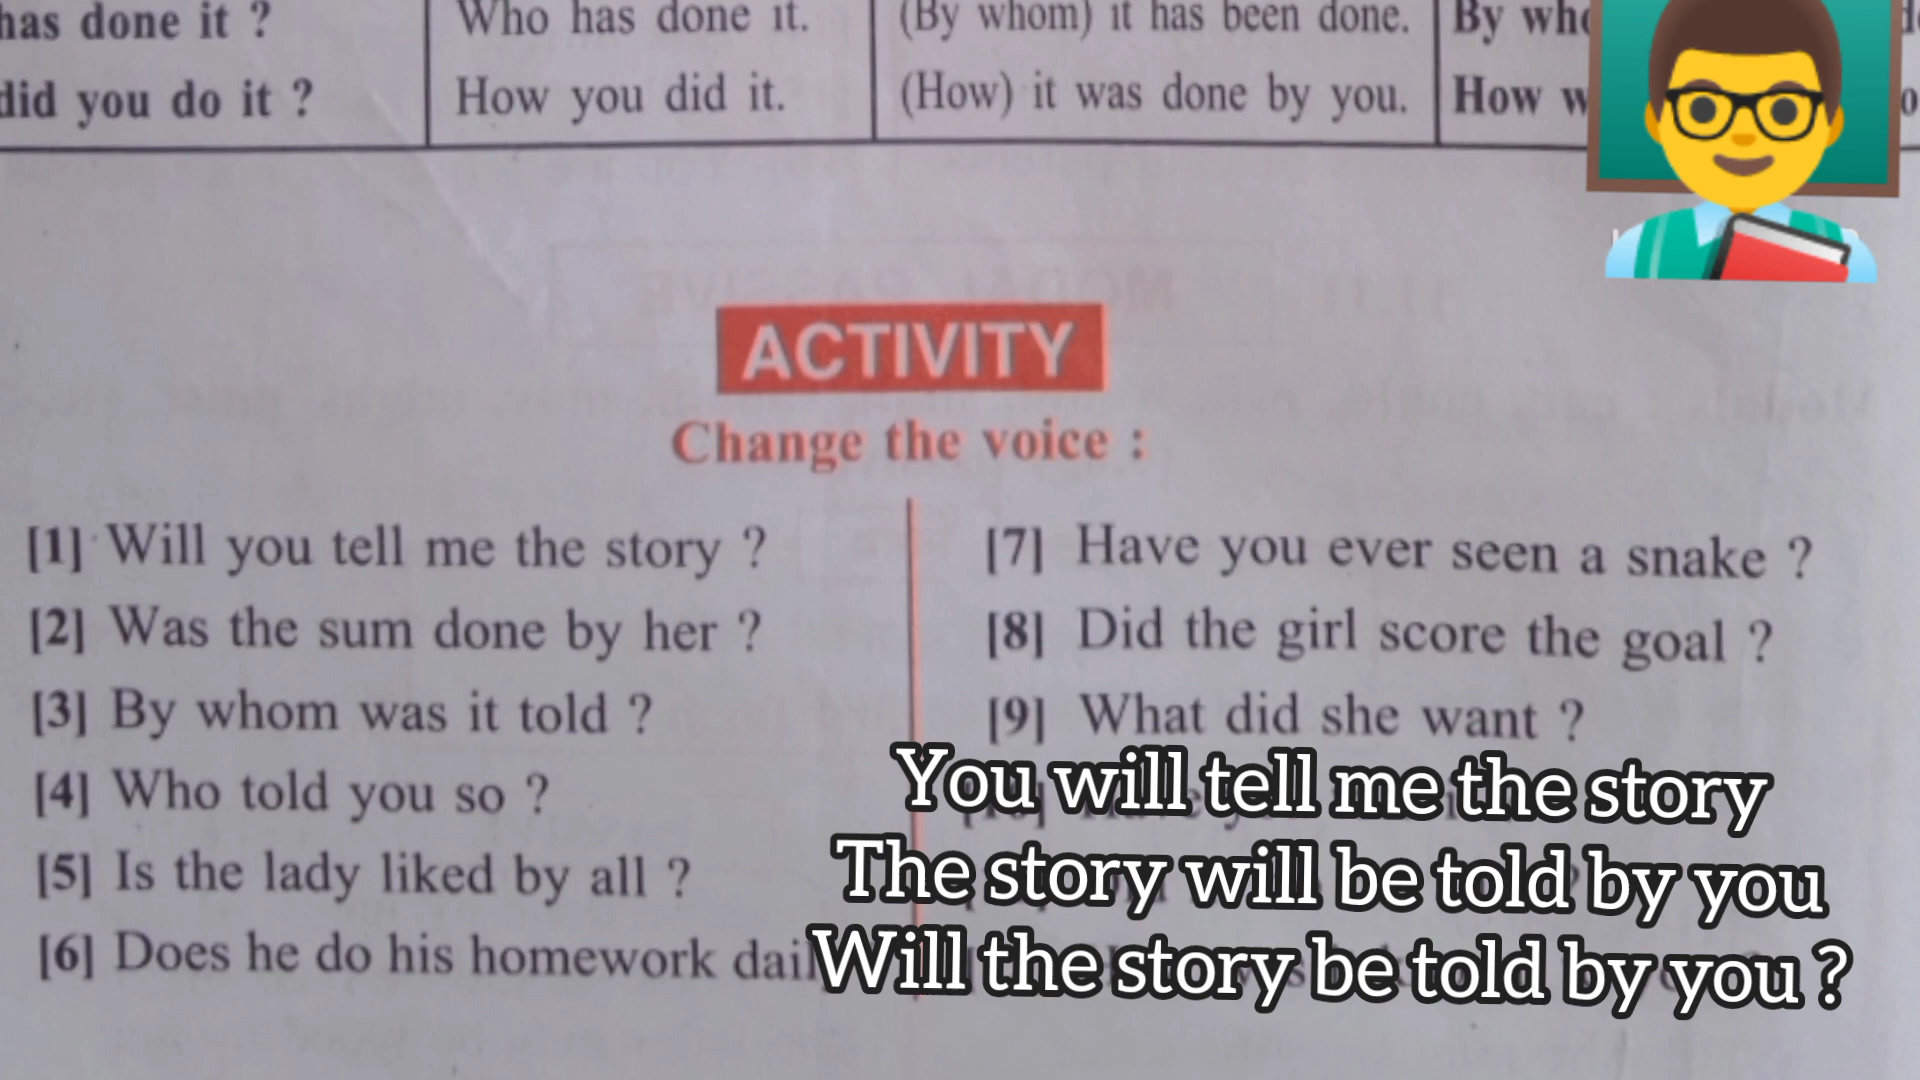 has done it ? Who has done it. (By whom) it has been done. By
did you do it ? How you did it. (How) it was done by you. How
ACTIVITY
Change the voice :
[1] Will you tell me the story ?
[2] Was the sum done by her ?
[3] By whom was it told ?
[4] Who told you so ?
[5] Is the lady liked by all ?
[6] Does he do his homework
[7] Have you ever seen a snake ?
[8] Did the girl score the goal ?
[9] What did she want ?
You will tell me the story
The story will be told by you
Will the story be told by you ?